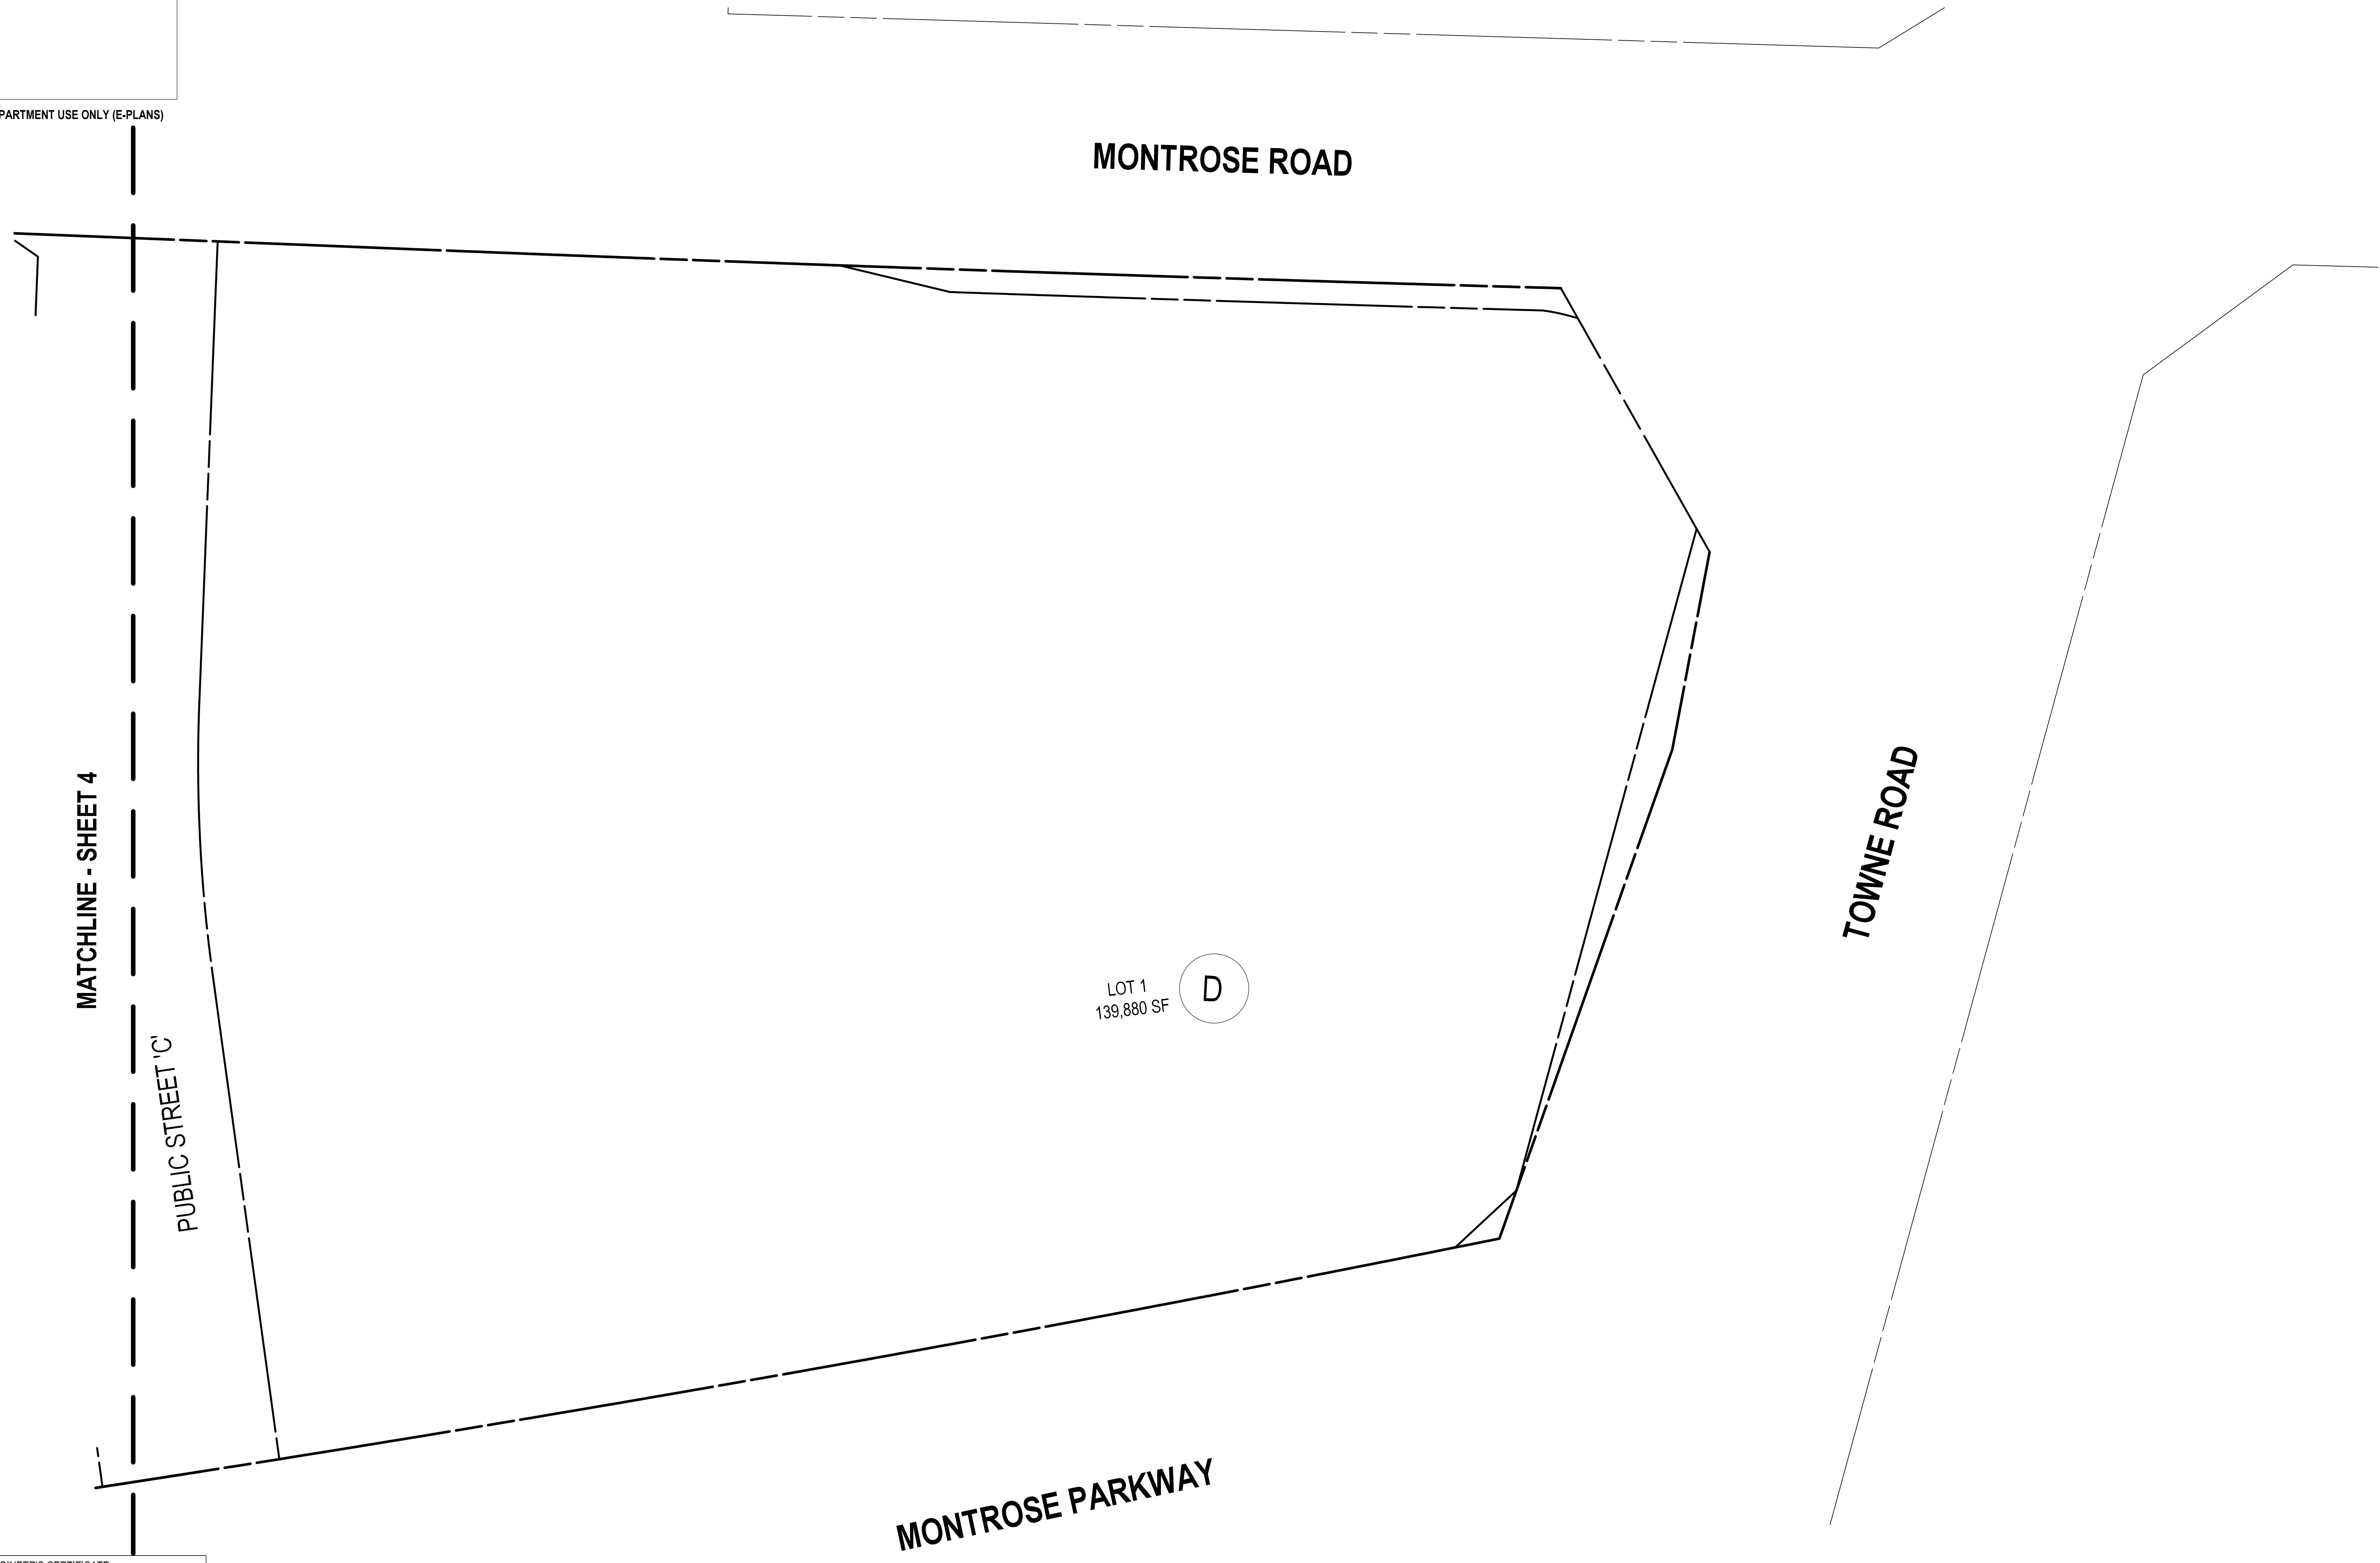 PARTMENT USE ONLY (E-PLANS)
MONTROSE ROAD
MATCHLINE - SHEET 4
PUBLIC STREET 'C'
TOWNE ROAD
LOT 1
139,880 SF
D
MONTROSE PARKWAY